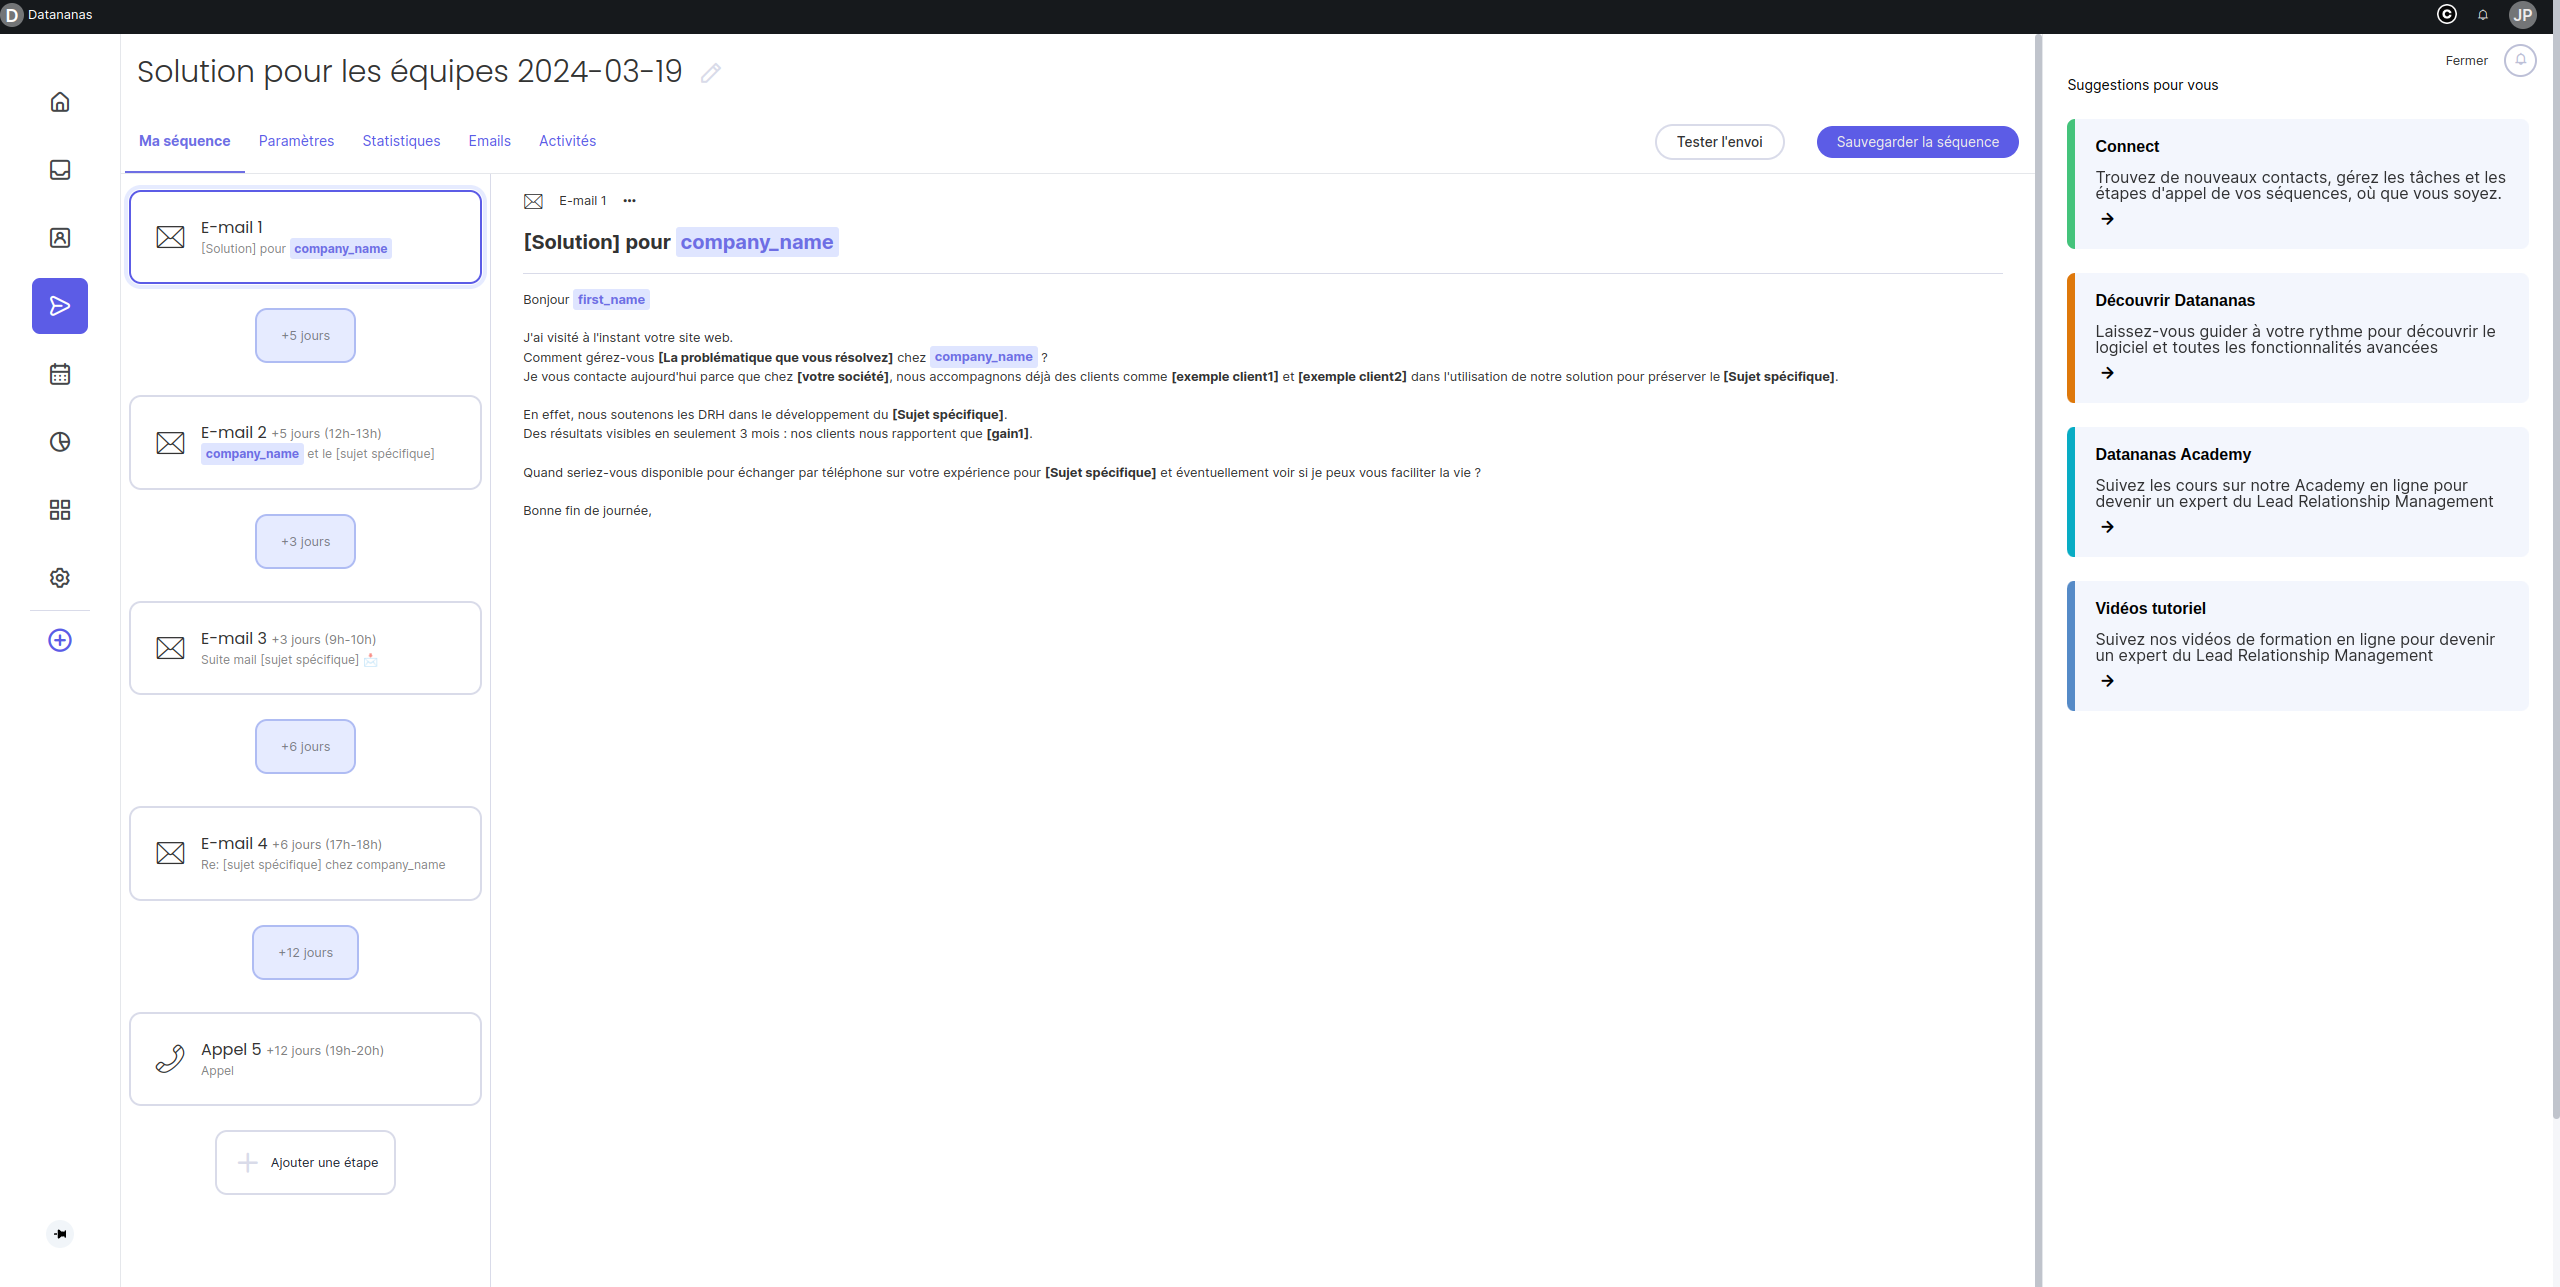 D Datananas
JP
Solution pour les équipes 2024-03-19
Ma séquence Paramètres Statistiques Emails Activités
Tester l'envoi Sauvegarder la séquence
E-mail 1
[Solution] pour company_name
+5 jours
E-mail 2 +5 jours (12h-13h)
company_name et le [sujet spécifique]
+3 jours
E-mail 3 +3 jours (9h-10h)
Suite mail [sujet spécifique] 📩
+6 jours
E-mail 4 +6 jours (17h-18h)
Re: [sujet spécifique] chez company_name
+12 jours
Appel 5 +12 jours (19h-20h)
Appel
Ajouter une étape
E-mail 1 •••
[Solution] pour company_name
Bonjour first_name
J'ai visité à l'instant votre site web.
Comment gérez-vous [La problématique que vous résolvez] chez company_name ?
Je vous contacte aujourd'hui parce que chez [votre société], nous accompagnons déjà des clients comme [exemple client1] et [exemple client2] dans l'utilisation de notre solution pour préserver le [Sujet spécifique].
En effet, nous soutenons les DRH dans le développement du [Sujet spécifique].
Des résultats visibles en seulement 3 mois : nos clients nous rapportent que [gain1].
Quand seriez-vous disponible pour échanger par téléphone sur votre expérience pour [Sujet spécifique] et éventuellement voir si je peux vous faciliter la vie ?
Bonne fin de journée,
Fermer
Suggestions pour vous
Connect
Trouvez de nouveaux contacts, gérez les tâches et les
étapes d'appel de vos séquences, où que vous soyez.
→
Découvrir Datananas
Laissez-vous guider à votre rythme pour découvrir le
logiciel et toutes les fonctionnalités avancées
→
Datananas Academy
Suivez les cours sur notre Academy en ligne pour
devenir un expert du Lead Relationship Management
→
Vidéos tutoriel
Suivez nos vidéos de formation en ligne pour devenir
un expert du Lead Relationship Management
→